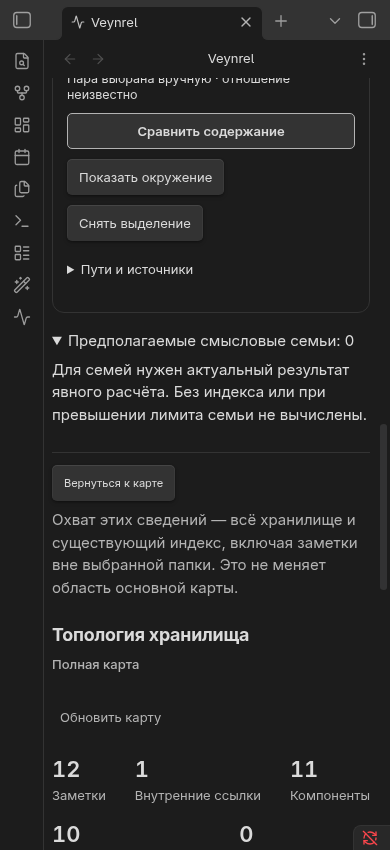 Veynrel
Veynrel
Пара выбрана вручную · отношение
неизвестно
Сравнить содержание
Показать окружение
Снять выделение
Пути и источники
Предполагаемые смысловые семьи: 0
Для семей нужен актуальный результат
явного расчёта. Без индекса или при
превышении лимита семьи не вычислены.
Вернуться к карте
Охват этих сведений — всё хранилище и
существующий индекс, включая заметки
вне выбранной папки. Это не меняет
область основной карты.
Топология хранилища
Полная карта
Обновить карту
12 1 11
Заметки Внутренние ссылки Компоненты
10 0